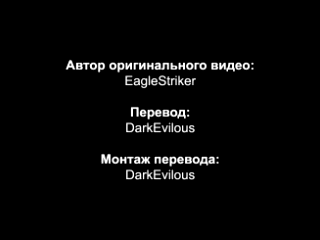 Автор оригинального видео:
EagleStriker
Перевод:
DarkEvilous
Монтаж перевода:
DarkEvilous